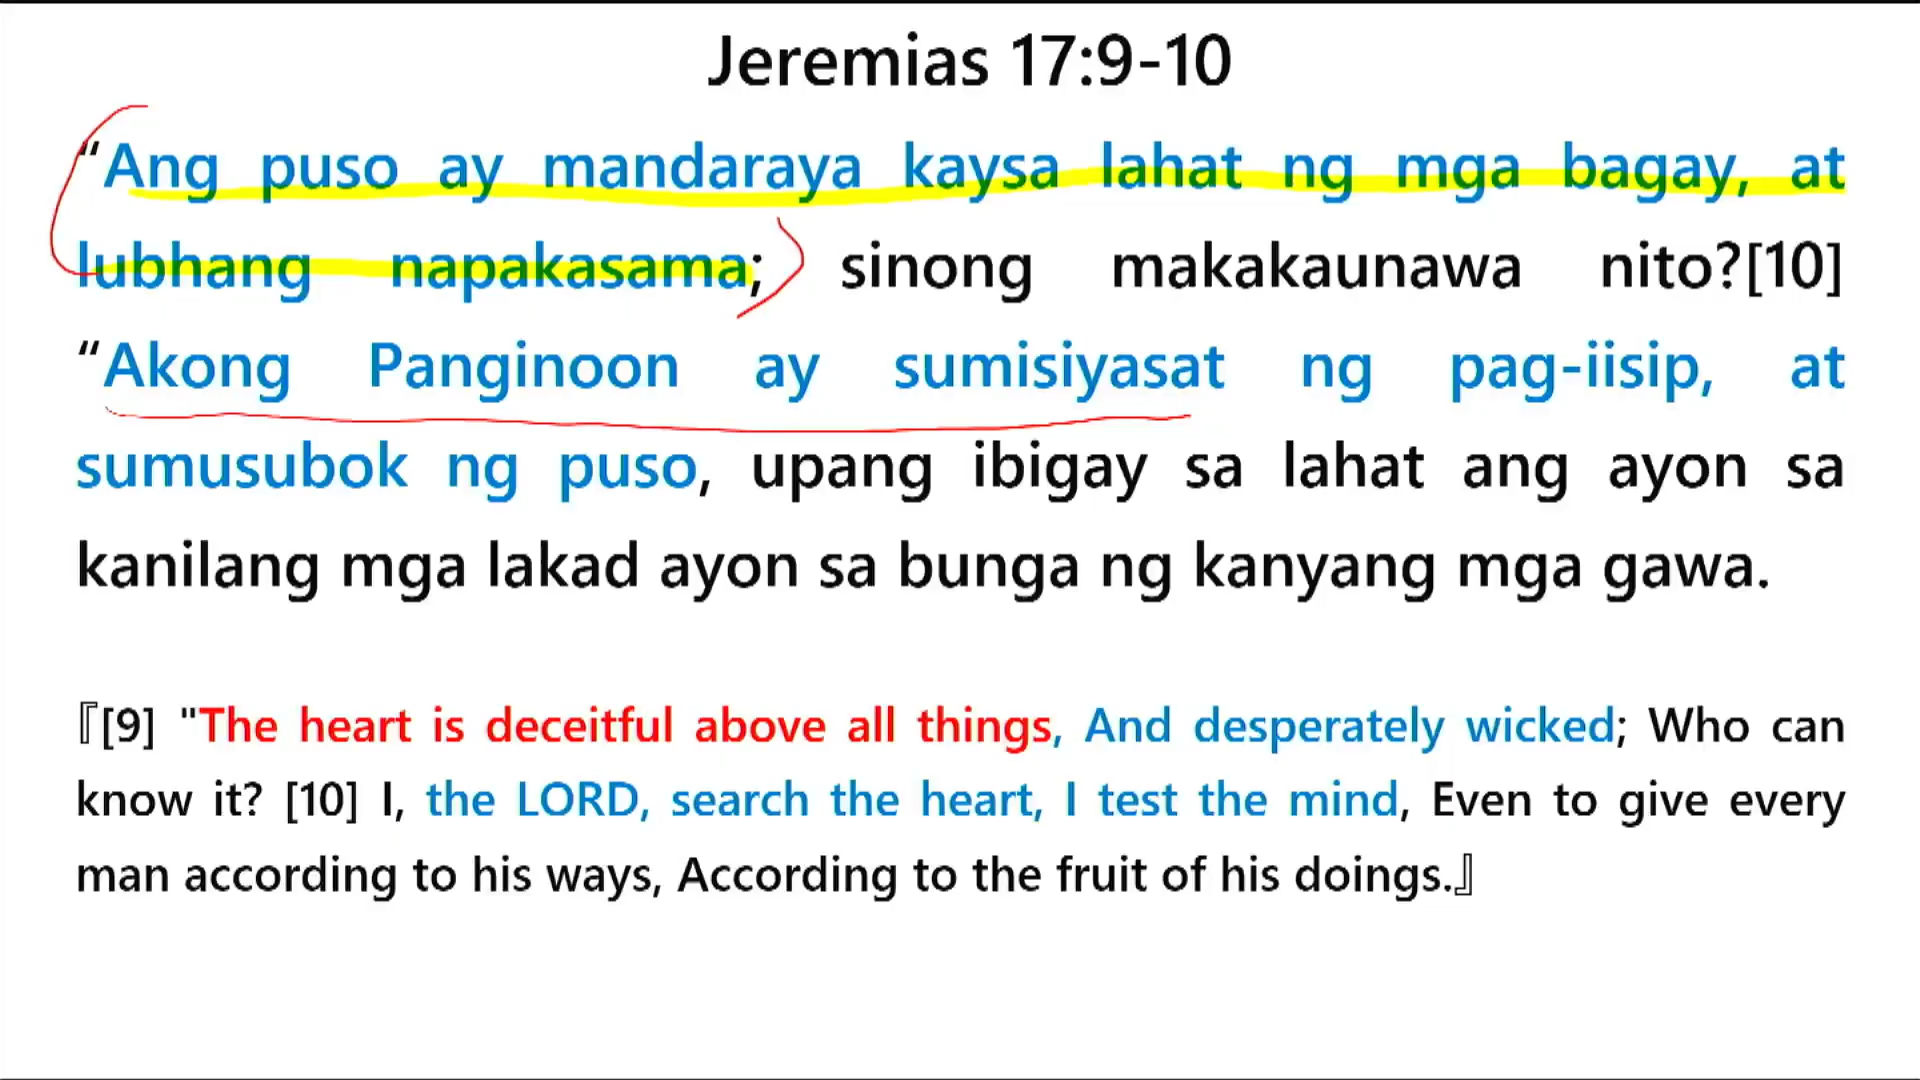 Jeremias 17:9-10
“Ang puso ay mandaraya kaysa lahat ng mga bagay, at
lubhang napakasama; sinong makakaunawa nito?[10]
“Akong Panginoon ay sumisiyasat ng pag-iisip, at
sumusubok ng puso, upang ibigay sa lahat ang ayon sa
kanilang mga lakad ayon sa bunga ng kanyang mga gawa.
『[9] "The heart is deceitful above all things, And desperately wicked; Who can
know it? [10] I, the LORD, search the heart, I test the mind, Even to give every
man according to his ways, According to the fruit of his doings.』